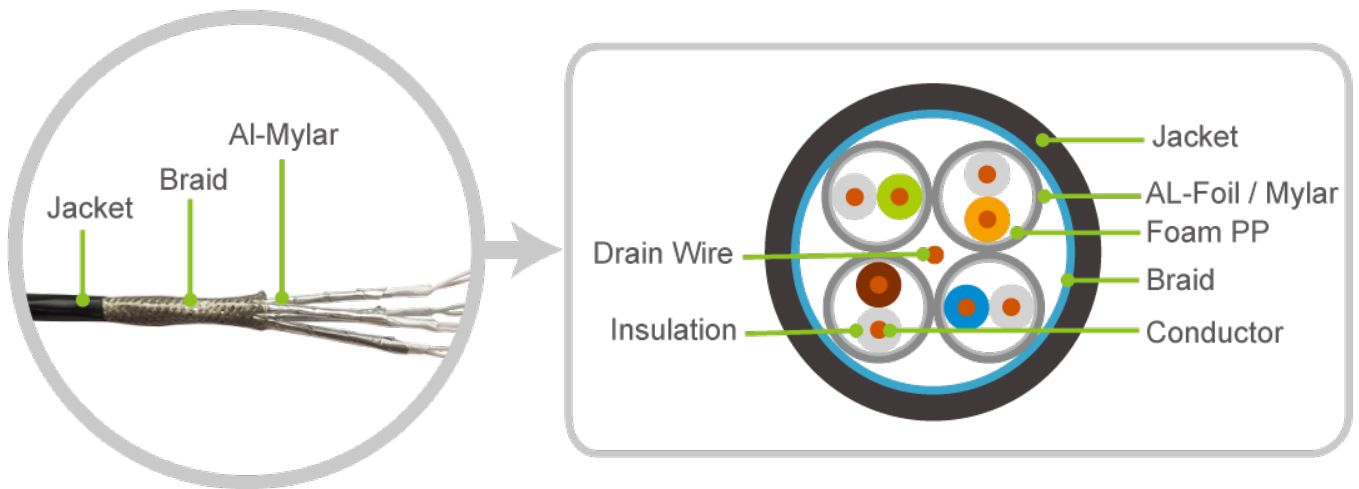 Al-Mylar
Braid
Jacket
Jacket
AL-Foil / Mylar
Foam PP
Drain Wire
Braid
Insulation
Conductor